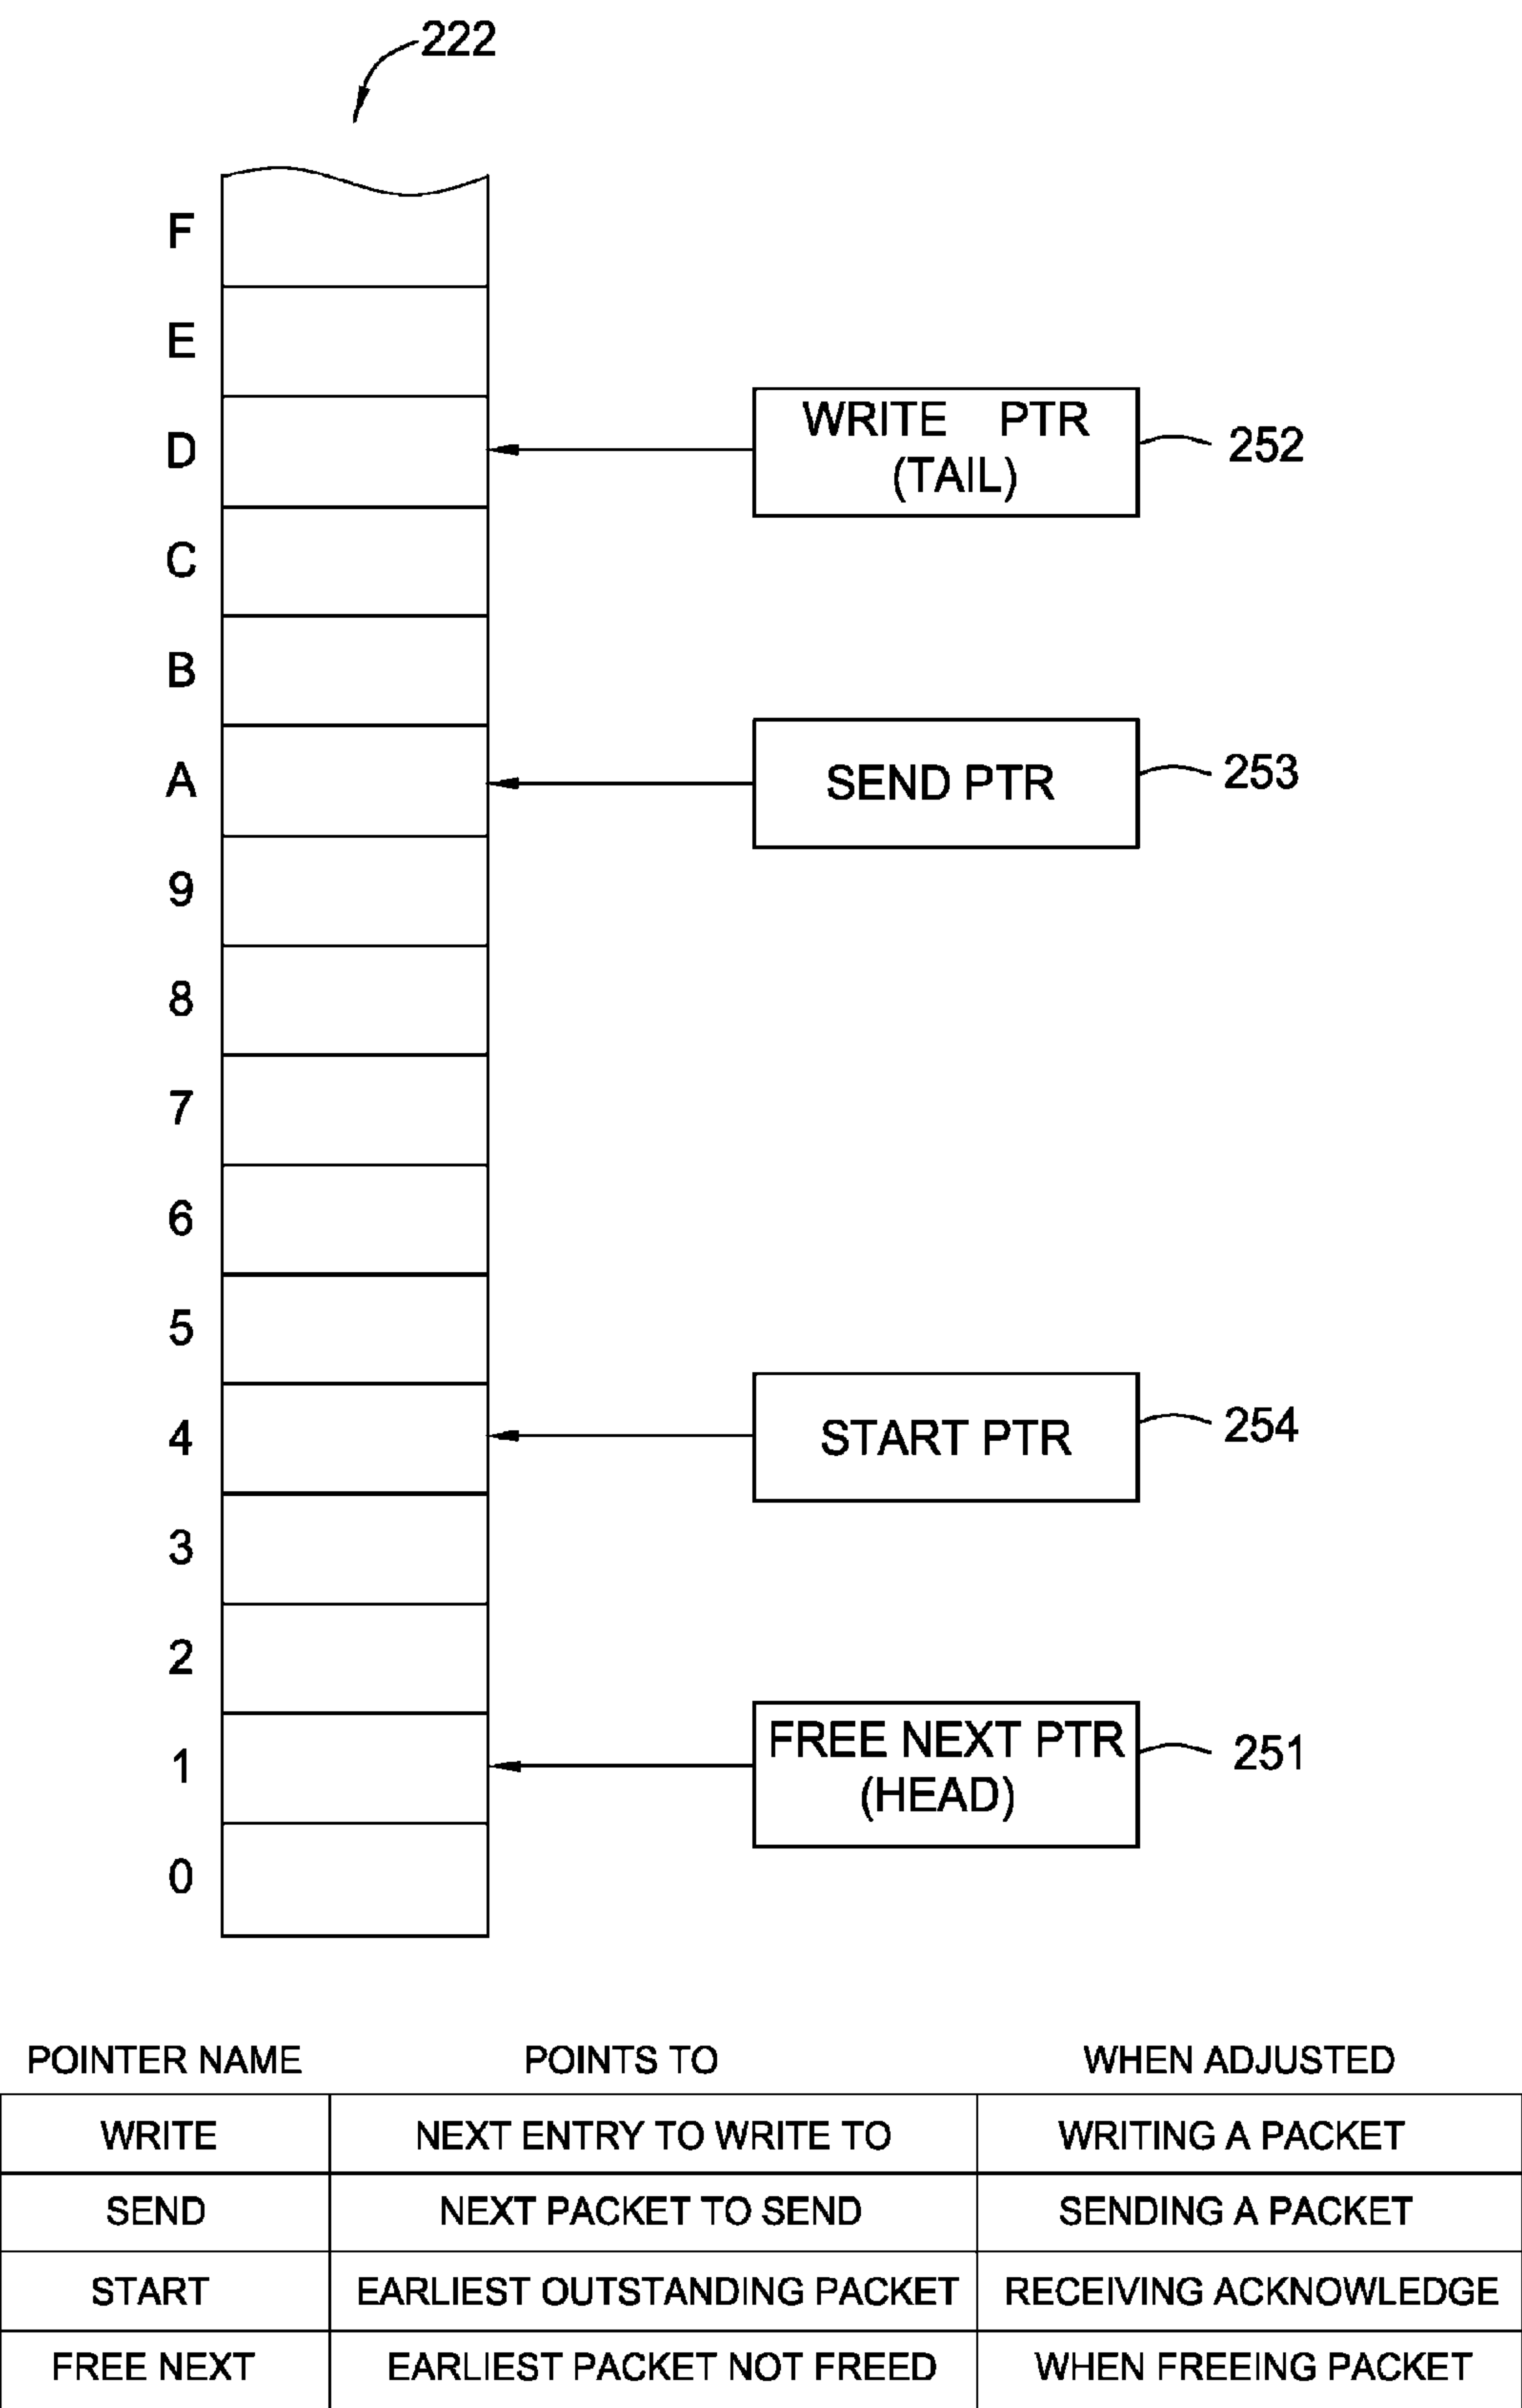 222
F
E
D
WRITE PTR
(TAIL)
252
C
B
A
SEND PTR
253
9
8
7
6
5
4
START PTR
254
3
2
1
FREE NEXT PTR
(HEAD)
251
0
POINTER NAME POINTS TO WHEN ADJUSTED
WRITE NEXT ENTRY TO WRITE TO WRITING A PACKET
SEND NEXT PACKET TO SEND SENDING A PACKET
START EARLIEST OUTSTANDING PACKET RECEIVING ACKNOWLEDGE
FREE NEXT EARLIEST PACKET NOT FREED WHEN FREEING PACKET